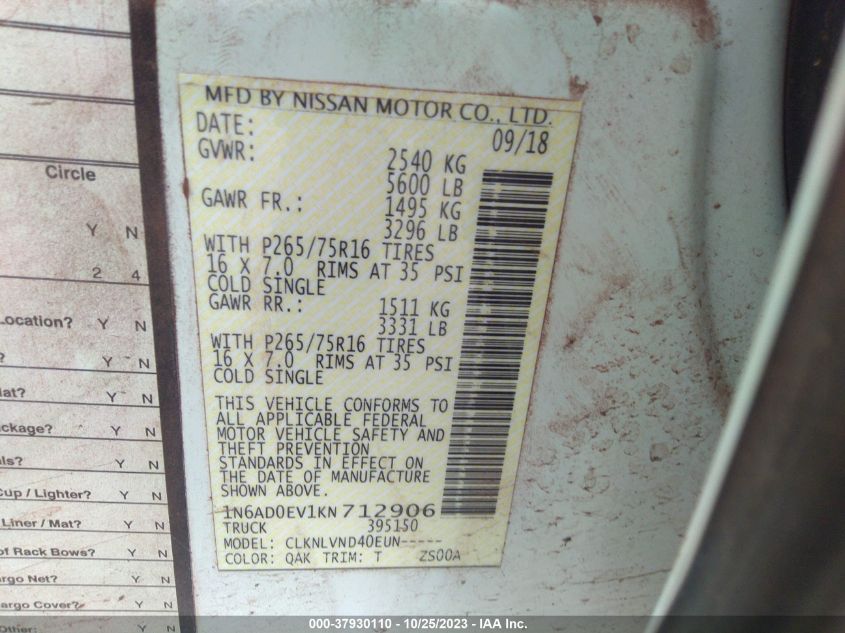 Circle
Y N
2 4
Location? Y N
? Y N
Mat? Y N
ackage? Y N
ls? Y N
Cup / Lighter? Y N
Liner / Mat? Y N
of Rack Bows? Y N
argo Net? Y N
argo Cover? Y N
Other: Y N
MFD BY NISSAN MOTOR CO., LTD.
DATE: 09/18
GVWR: 2540 KG
5600 LB
GAWR FR.: 1495 KG
3296 LB
WITH P265/75R16 TIRES
16 X 7.0 RIMS AT 35 PSI
COLD SINGLE
GAWR RR.: 1511 KG
3331 LB
WITH P265/75R16 TIRES
16 X 7.0 RIMS AT 35 PSI
COLD SINGLE
THIS VEHICLE CONFORMS TO
ALL APPLICABLE FEDERAL
MOTOR VEHICLE SAFETY AND
THEFT PREVENTION
STANDARDS IN EFFECT ON
THE DATE OF MANUFACTURE
SHOWN ABOVE.
1N6AD0EV1KN712906
TRUCK 395150
MODEL: CLKNLVND40EUN-----
COLOR: QAK TRIM: T ZS00A
000-37930110 - 10/25/2023 - IAA Inc.